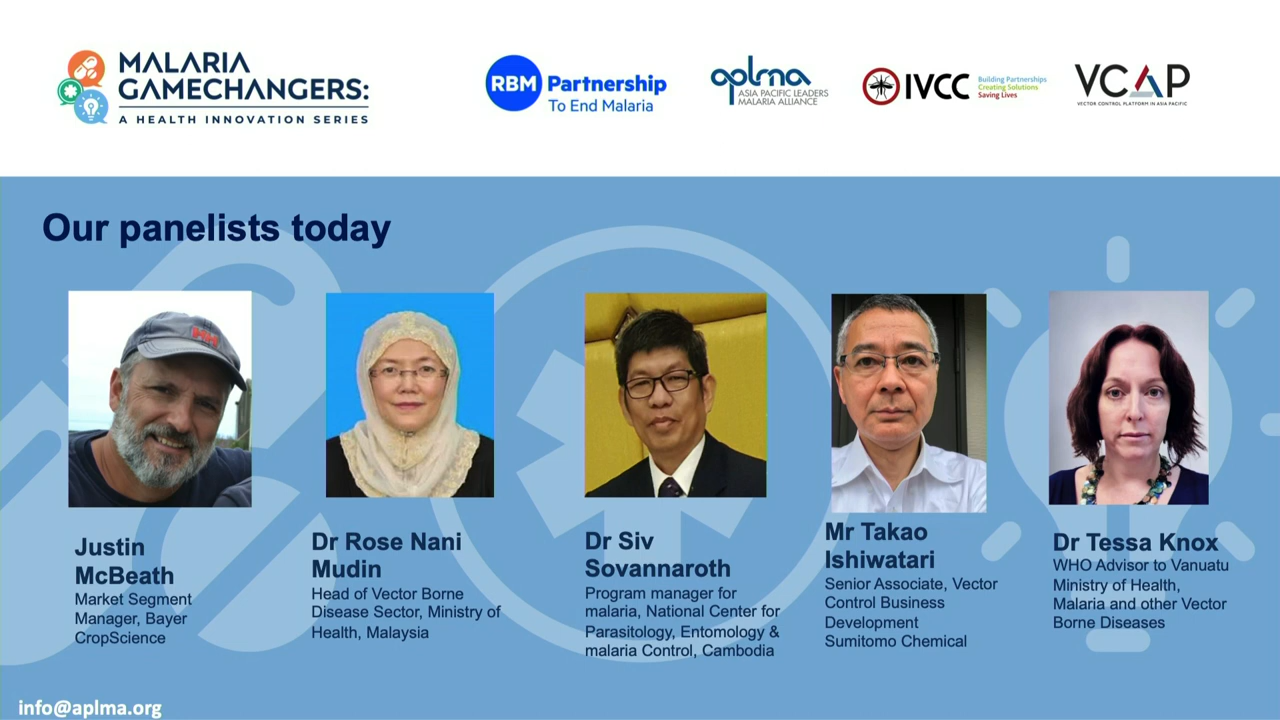 MALARIA
GAMECHANGERS:
A HEALTH INNOVATION SERIES
RBM Partnership
To End Malaria
aplma
ASIA PACIFIC LEADERS
MALARIA ALLIANCE
IVCC
Building Partnerships
Creating Solutions
Saving Lives
VCAP
VECTOR CONTROL PLATFORM IN ASIA PACIFIC
Our panelists today
Justin
McBeath
Market Segment
Manager, Bayer
CropScience
Dr Rose Nani
Mudin
Head of Vector Borne
Disease Sector, Ministry of
Health, Malaysia
Dr Siv
Sovannaroth
Program manager for
malaria, National Center for
Parasitology, Entomology &
malaria Control, Cambodia
Mr Takao
Ishiwatari
Senior Associate, Vector
Control Business
Development
Sumitomo Chemical
Dr Tessa Knox
WHO Advisor to Vanuatu
Ministry of Health,
Malaria and other Vector
Borne Diseases
info@aplma.org